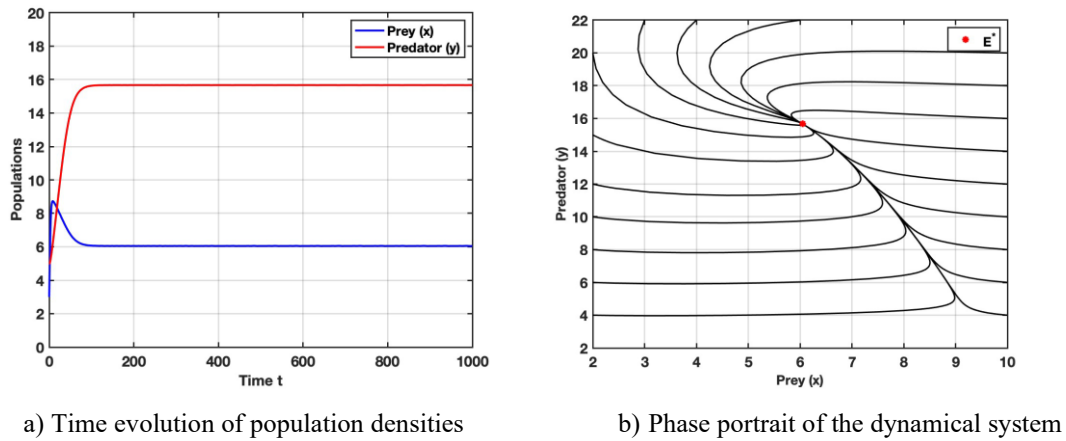 20
18
16
14
12
10
8
6
4
2
0
Populations
Prey (x)
Predator (y)
0 200 400 600 800 1000
Time t
22
20
18
16
14
12
10
8
6
4
2
Predator (y)
E*
2 3 4 5 6 7 8 9 10
Prey (x)
a) Time evolution of population densities
b) Phase portrait of the dynamical system